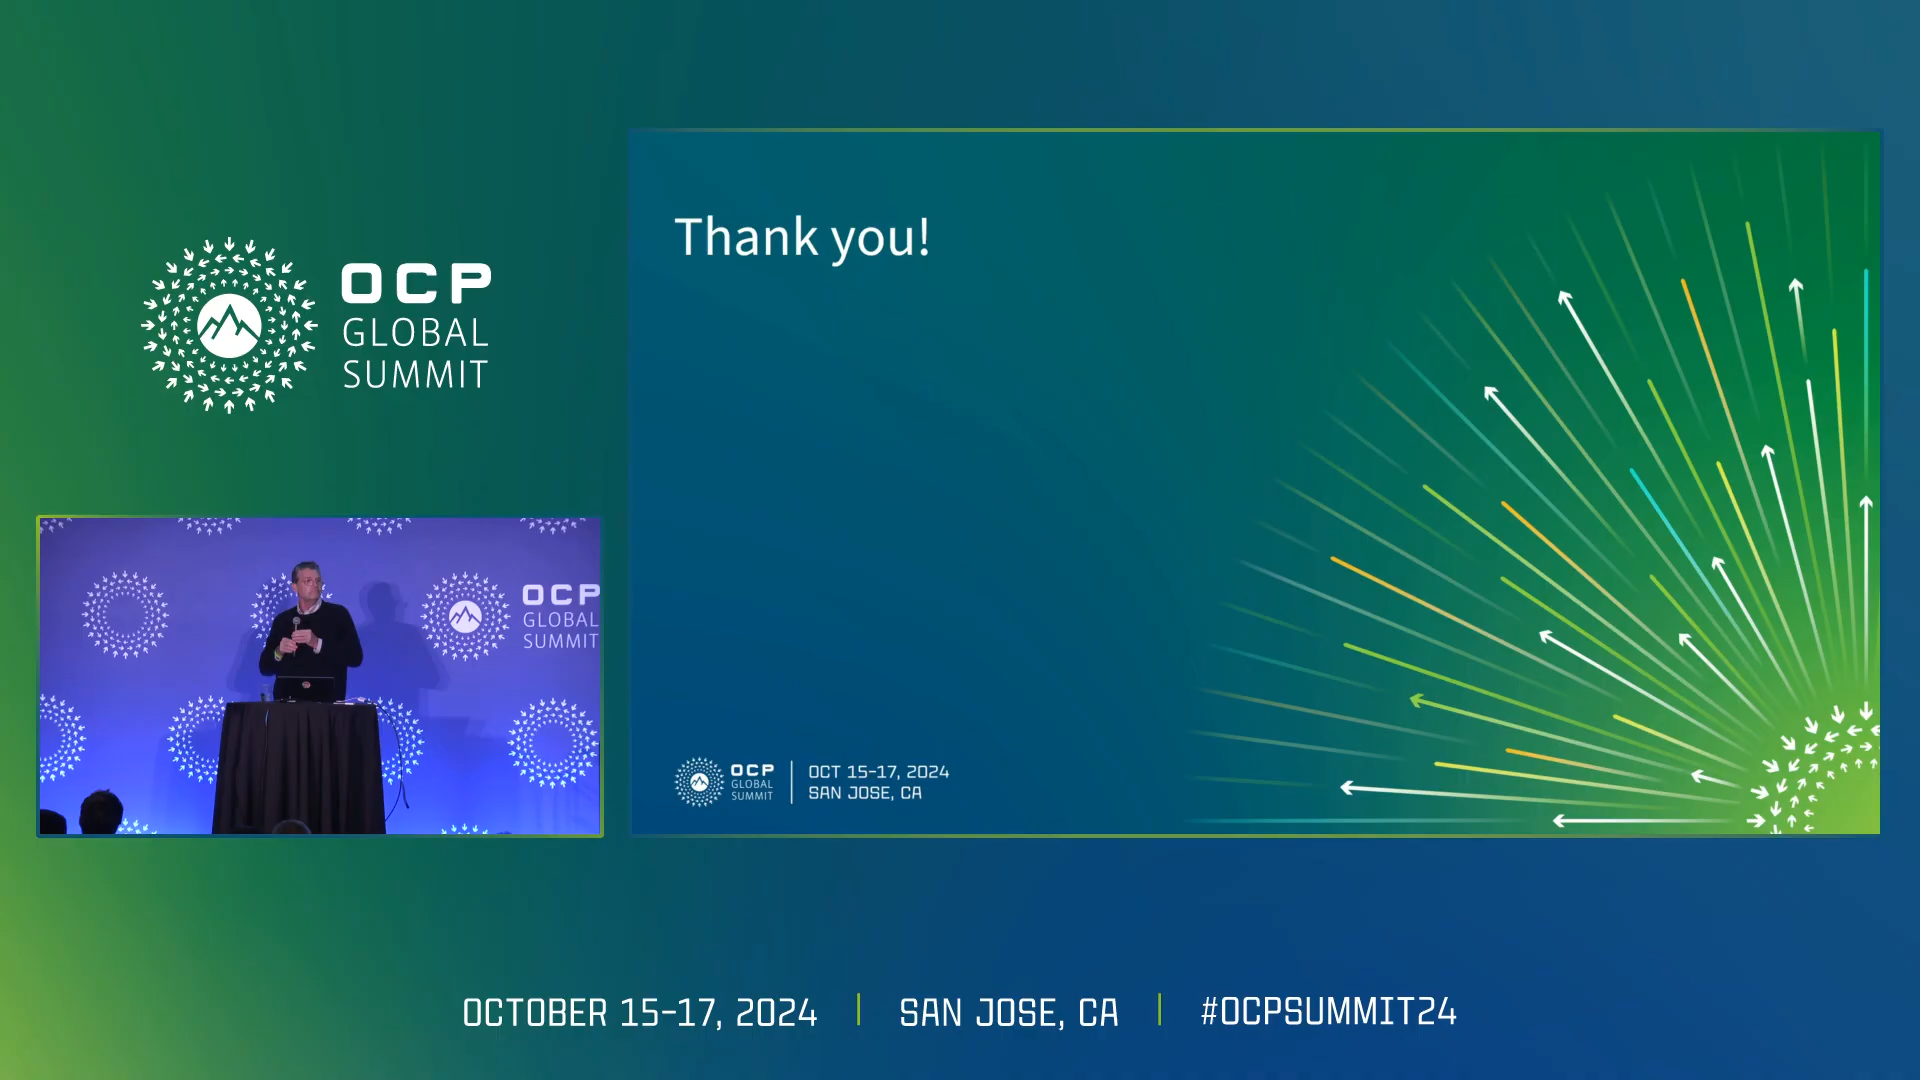 OCP
GLOBAL
SUMMIT
Thank you!
OCP
GLOBAL
SUMMIT
OCT 15-17, 2024
SAN JOSE, CA
OCP
GLOBAL
SUMMIT
OCTOBER 15-17, 2024
SAN JOSE, CA
#OCPSUMMIT24